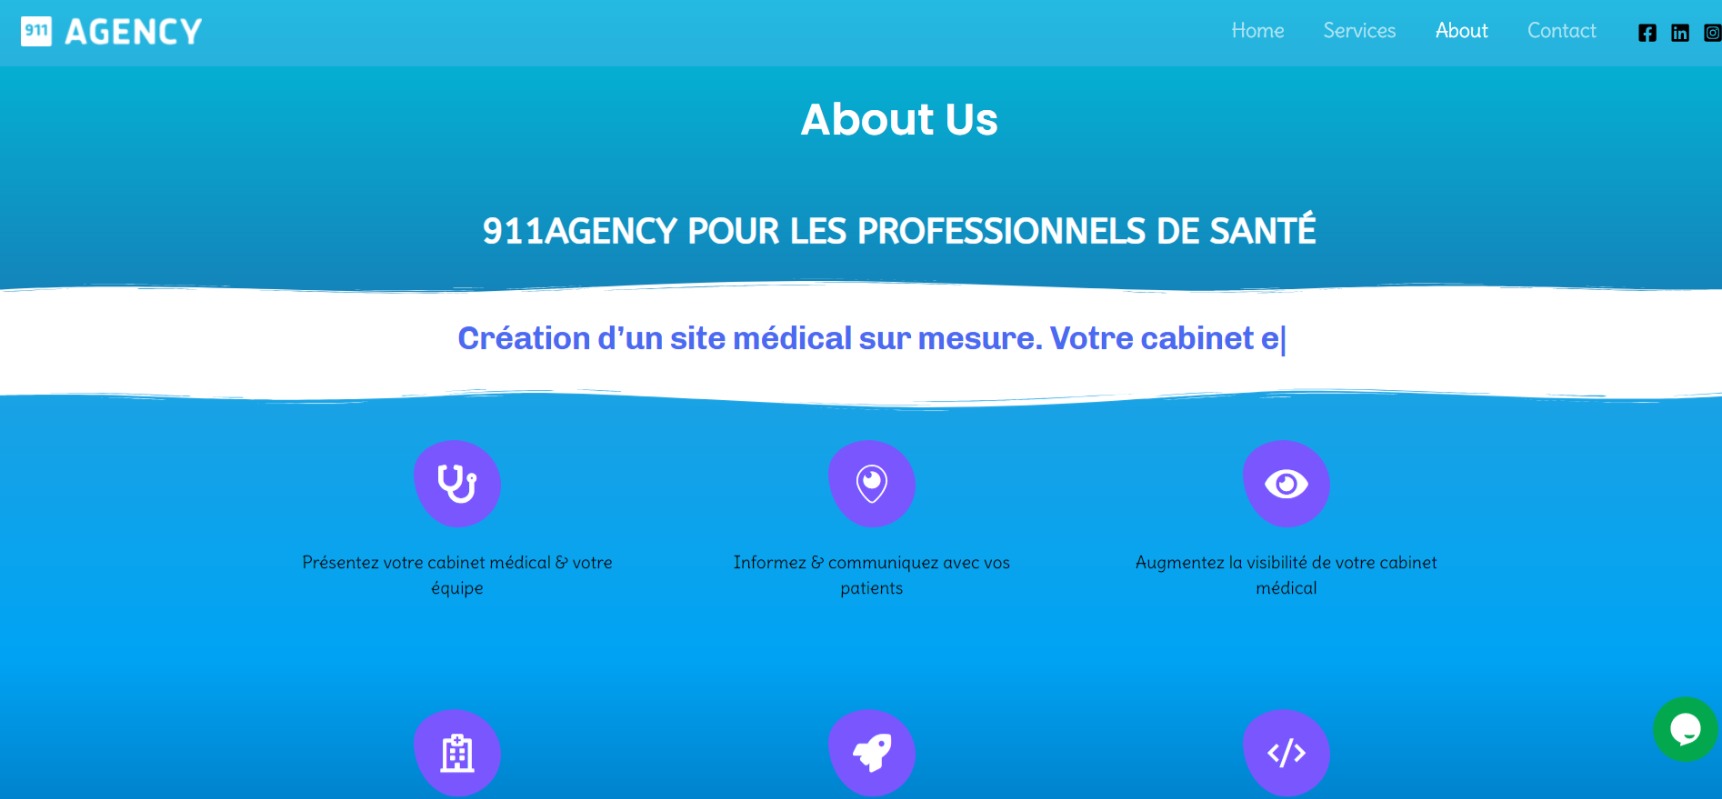 911 AGENCY
Home Services About Contact
About Us
911AGENCY POUR LES PROFESSIONNELS DE SANTÉ
Création d’un site médical sur mesure. Votre cabinet e|
Présentez votre cabinet médical & votre
équipe
Informez & communiquez avec vos
patients
Augmentez la visibilité de votre cabinet
médical